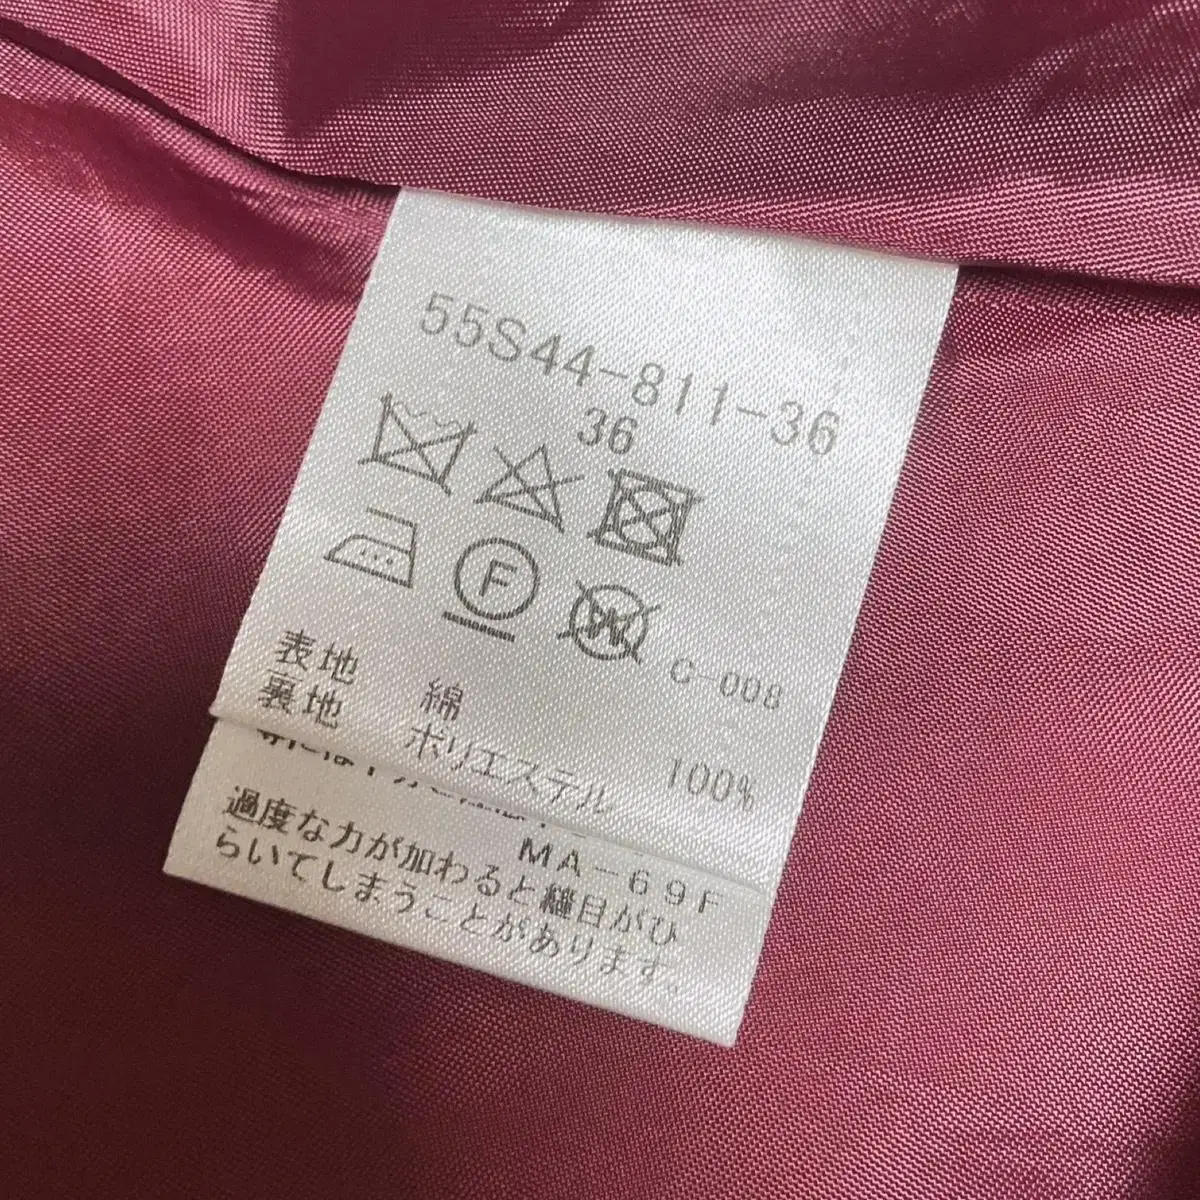 55S44-811-36
36
F
W
C-008
表地 綿
裏地 ポリエステル 100%
MA-69F
過度な力が加わると縫目がひ
らいてしまうことがあります。